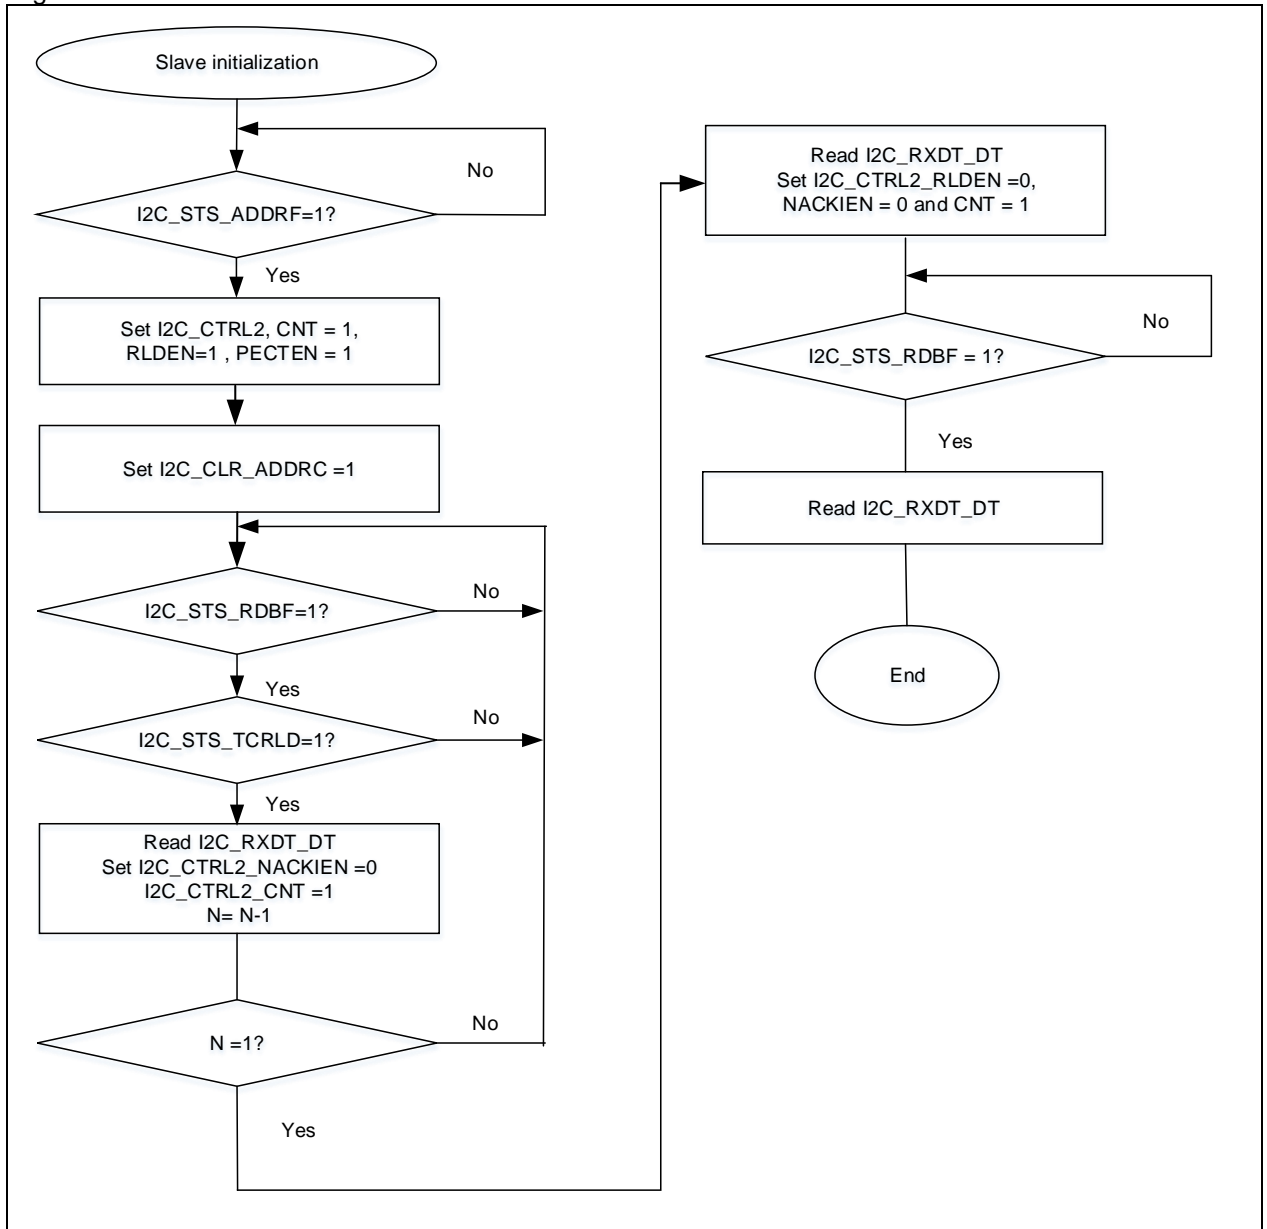 Slave initialization
No
I2C_STS_ADDRF=1?
Yes
Set I2C_CTRL2, CNT = 1,
RLDEN=1 , PECTEN = 1
Set I2C_CLR_ADDRC =1
I2C_STS_RDBF=1?
No
Yes
I2C_STS_TCRLD=1?
No
Yes
Read I2C_RXDT_DT
Set I2C_CTRL2_NACKIEN =0
I2C_CTRL2_CNT =1
N= N-1
N =1?
No
Yes
Read I2C_RXDT_DT
Set I2C_CTRL2_RLDEN =0,
NACKIEN = 0 and CNT = 1
No
I2C_STS_RDBF = 1?
Yes
Read I2C_RXDT_DT
End